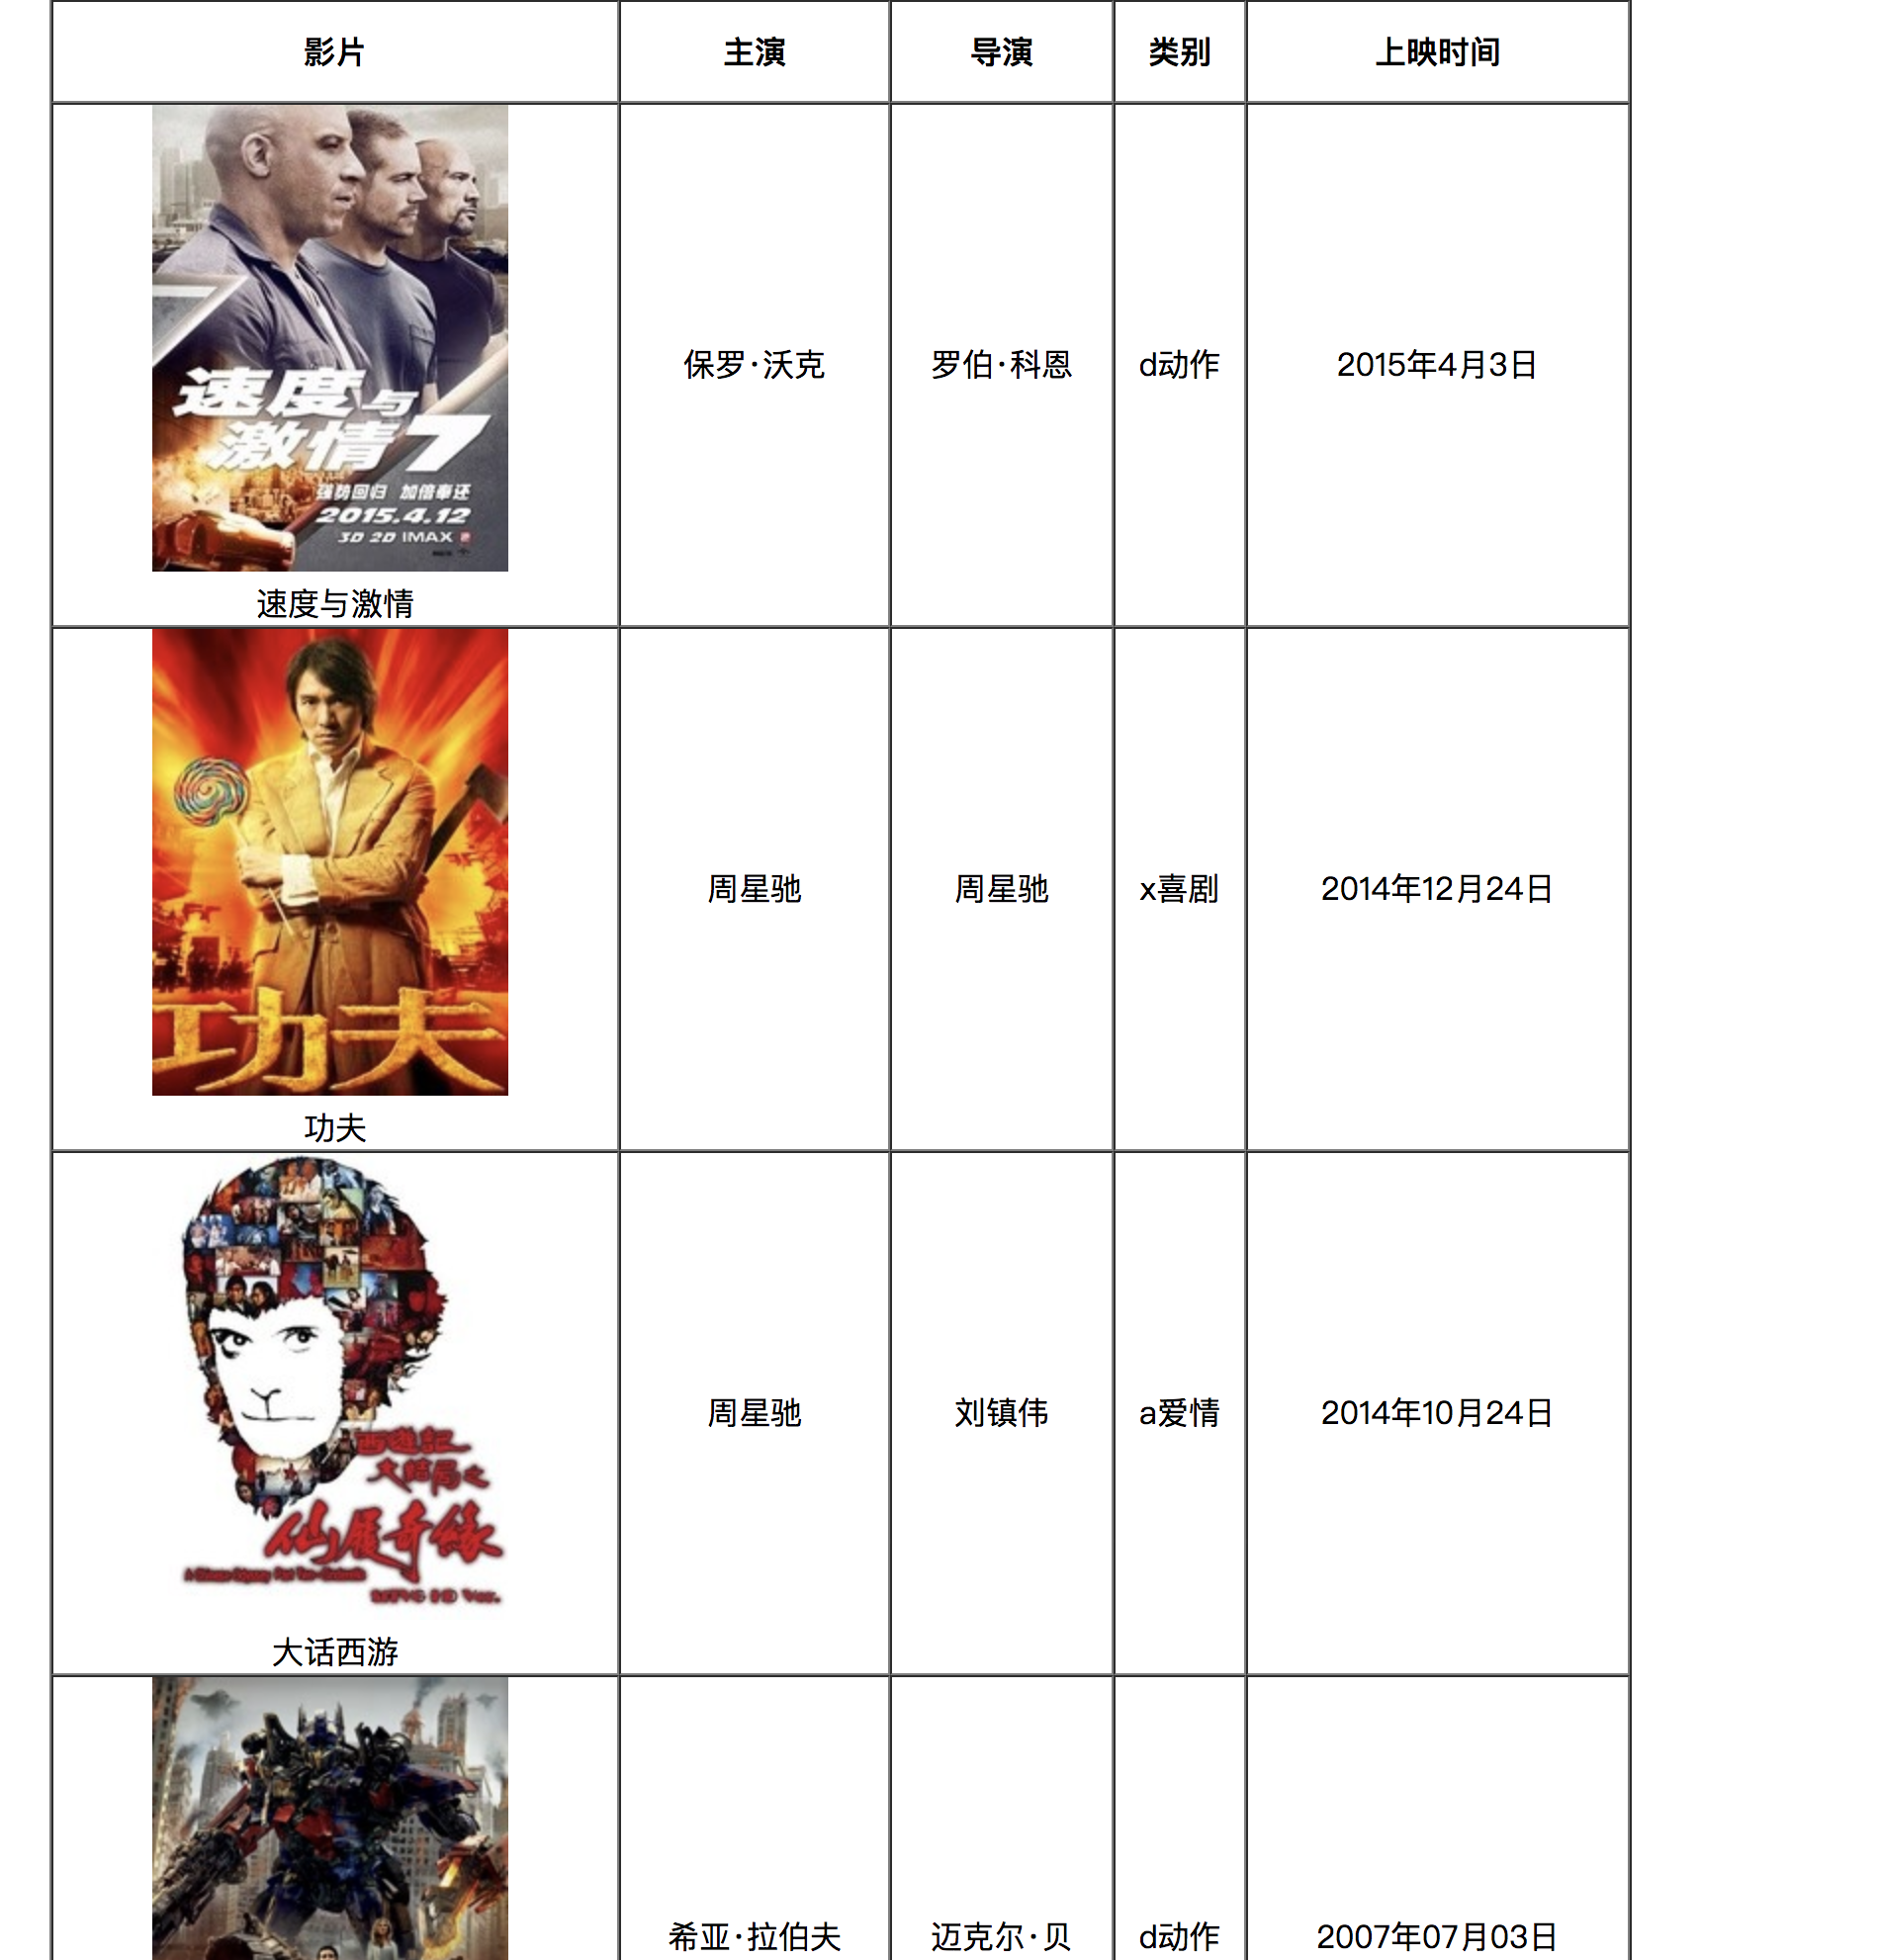 影片 主演 导演 类别 上映时间
速度与
激情7
强势回归 加倍奉还
2015.4.12
3D 2D IMAX
速度与激情 保罗·沃克 罗伯·科恩 d动作 2015年4月3日
功夫
功夫 周星驰 周星驰 x喜剧 2014年12月24日
西遊記
大結局之
仙履奇緣
A Chinese Odyssey Part Two-Cinderella
大话西游 周星驰 刘镇伟 a爱情 2014年10月24日
希亚·拉伯夫 迈克尔·贝 d动作 2007年07月03日